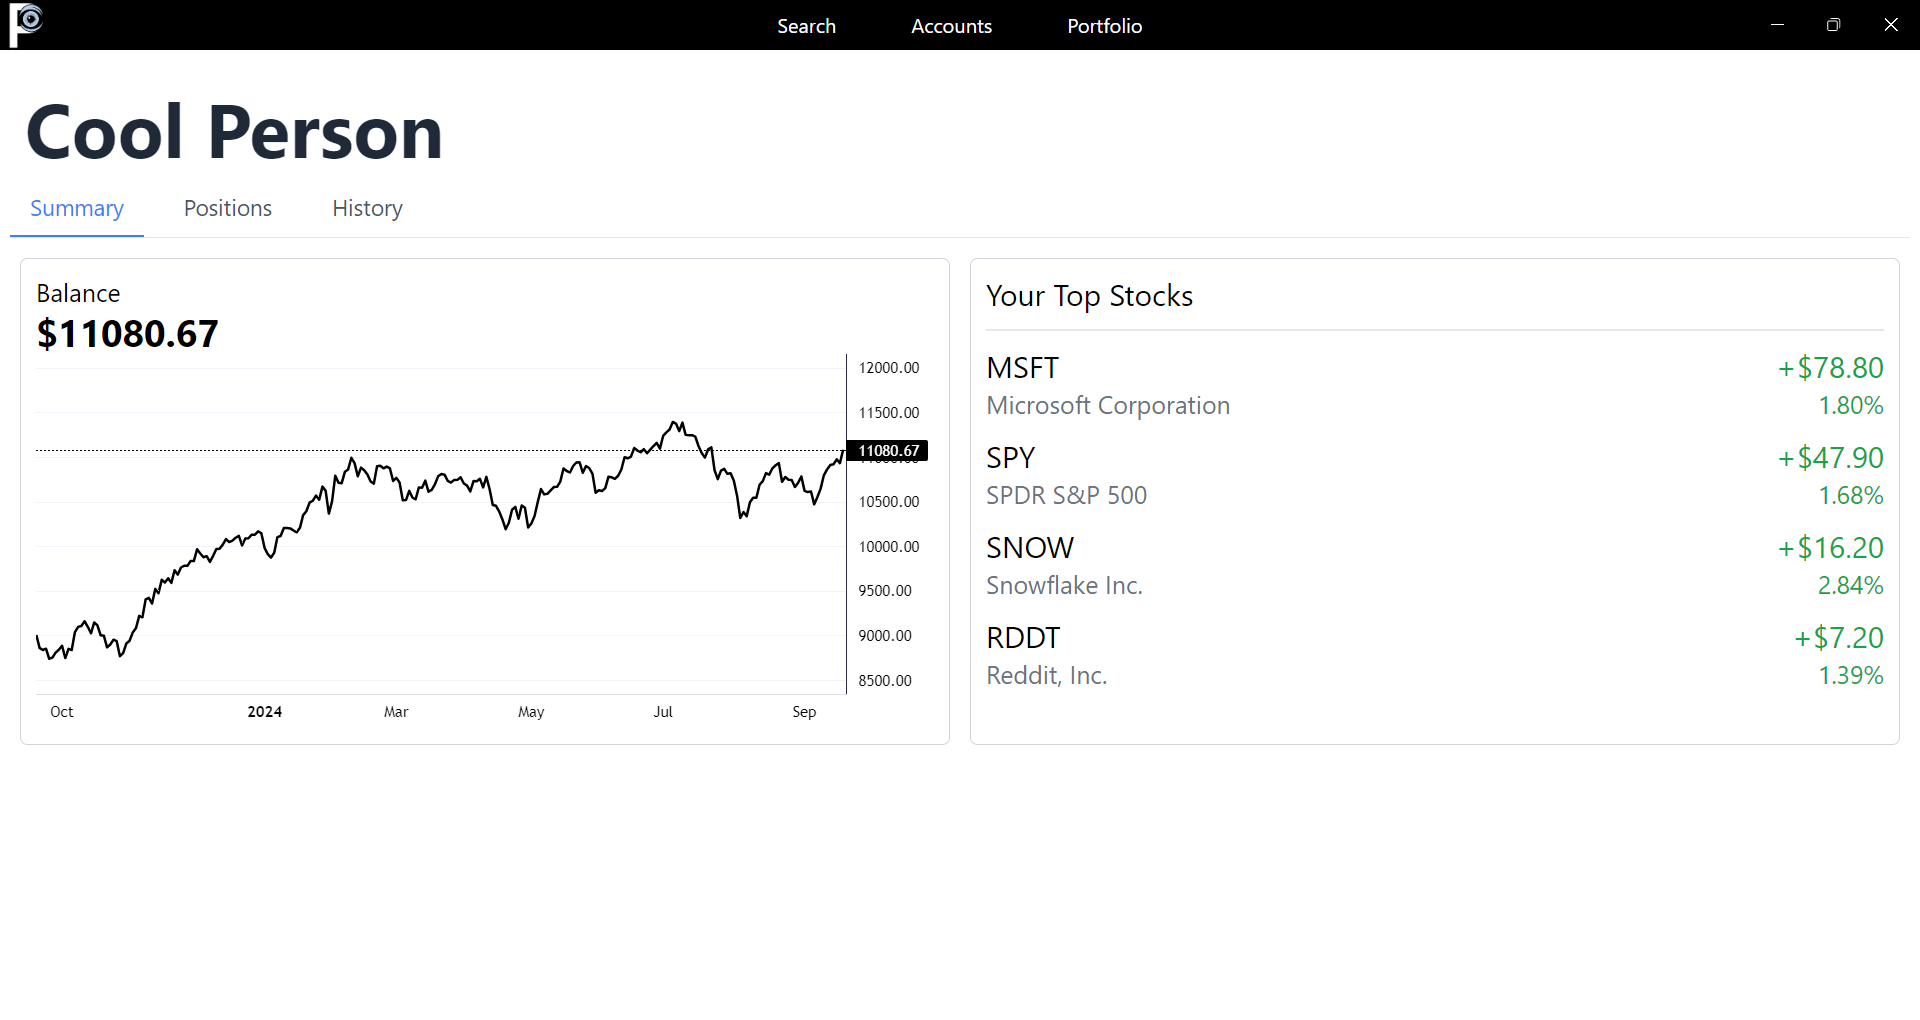 P
Search Accounts Portfolio
Cool Person
Summary Positions History
Balance
$11080.67
12000.00
11500.00
11080.67
10500.00
10000.00
9500.00
9000.00
8500.00
Oct 2024 Mar May Jul Sep
Your Top Stocks
MSFT +$78.80
Microsoft Corporation 1.80%
SPY +$47.90
SPDR S&P 500 1.68%
SNOW +$16.20
Snowflake Inc. 2.84%
RDDT +$7.20
Reddit, Inc. 1.39%